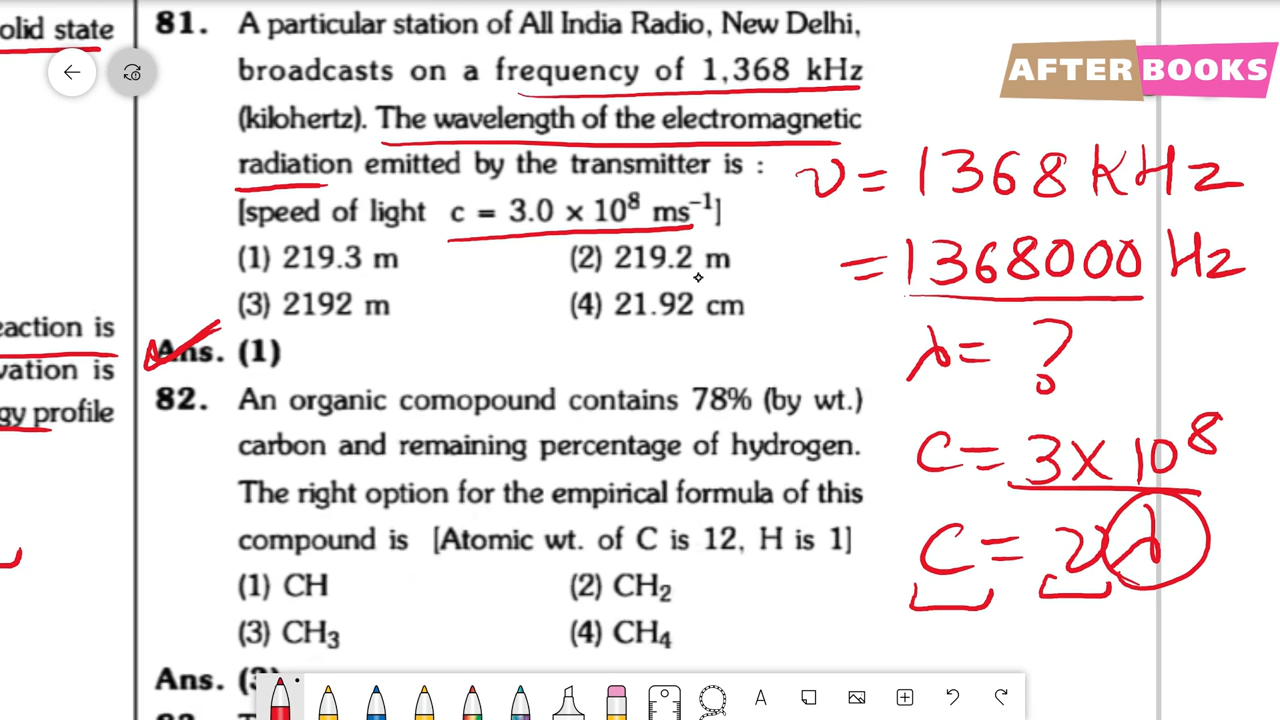 olid state
eaction is
vation is
gy profile
81. A particular station of All India Radio, New Delhi,
broadcasts on a frequency of 1,368 kHz
(kilohertz). The wavelength of the electromagnetic
radiation emitted by the transmitter is :
[speed of light c = 3.0 × 10⁸ ms⁻¹]
(1) 219.3 m (2) 219.2 m
(3) 2192 m (4) 21.92 cm
Ans. (1)
82. An organic comopound contains 78% (by wt.)
carbon and remaining percentage of hydrogen.
The right option for the empirical formula of this
compound is [Atomic wt. of C is 12, H is 1]
(1) CH (2) CH₂
(3) CH₃ (4) CH₄
Ans. (3)
AFTERBOOKS
ν = 1368 KHz
= 1368000 Hz
λ = ?
C = 3 × 10⁸
C = νλ
A